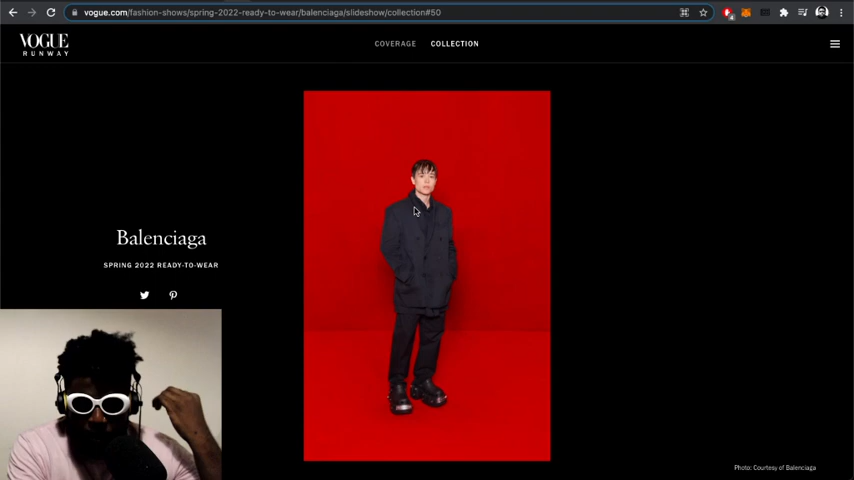 vogue.com/fashion-shows/spring-2022-ready-to-wear/balenciaga/slideshow/collection#50
VOGUE
RUNWAY
COVERAGE
COLLECTION
Balenciaga
SPRING 2022 READY-TO-WEAR
Photo: Courtesy of Balenciaga